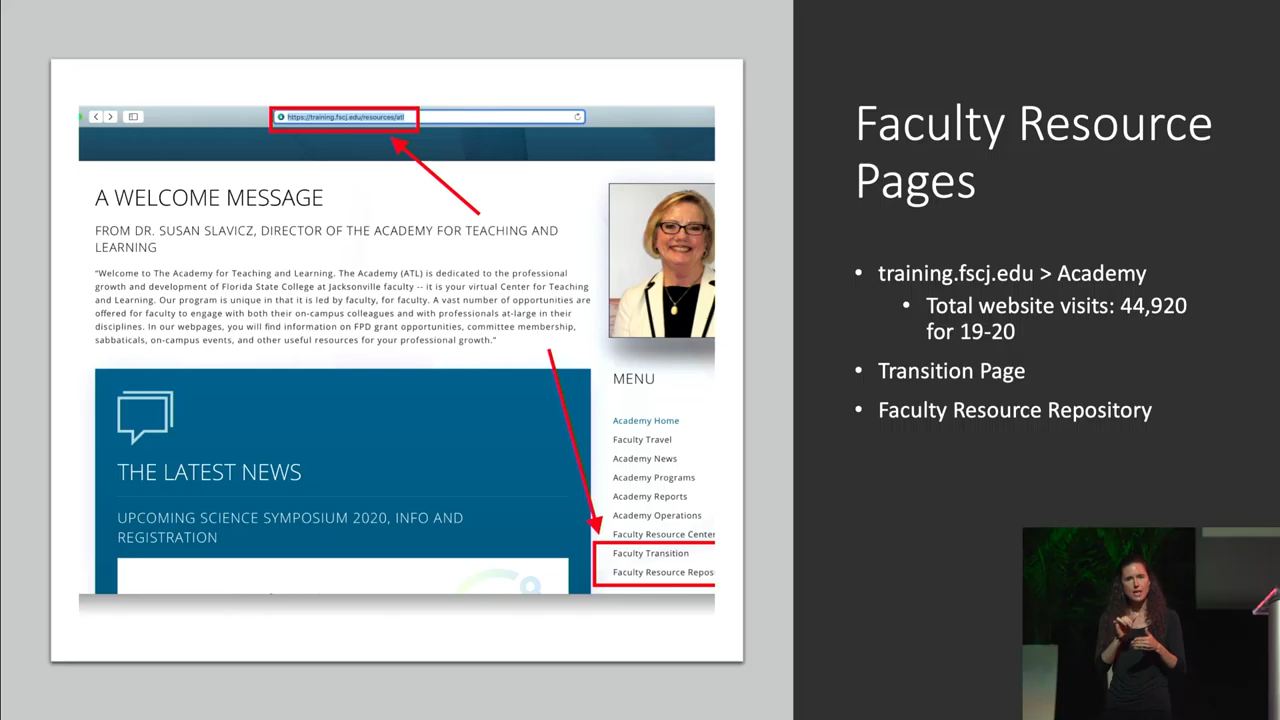 https://training.fscj.edu/resources/atl
A WELCOME MESSAGE
FROM DR. SUSAN SLAVICZ, DIRECTOR OF THE ACADEMY FOR TEACHING AND
LEARNING
“Welcome to The Academy for Teaching and Learning. The Academy (ATL) is dedicated to the professional
growth and development of Florida State College at Jacksonville faculty -- it is your virtual Center for Teaching
and Learning. Our program is unique in that it is led by faculty, for faculty. A vast number of opportunities are
offered for faculty to engage with both their on-campus colleagues and with professionals at-large in their
disciplines. In our webpages, you will find information on FPD grant opportunities, committee membership,
sabbaticals, on-campus events, and other useful resources for your professional growth.”
THE LATEST NEWS
UPCOMING SCIENCE SYMPOSIUM 2020, INFO AND
REGISTRATION
MENU
Academy Home
Faculty Travel
Academy News
Academy Programs
Academy Reports
Academy Operations
Faculty Resource Center
Faculty Transition
Faculty Resource Repos
Faculty Resource
Pages
• training.fscj.edu > Academy
• Total website visits: 44,920
for 19-20
• Transition Page
• Faculty Resource Repository